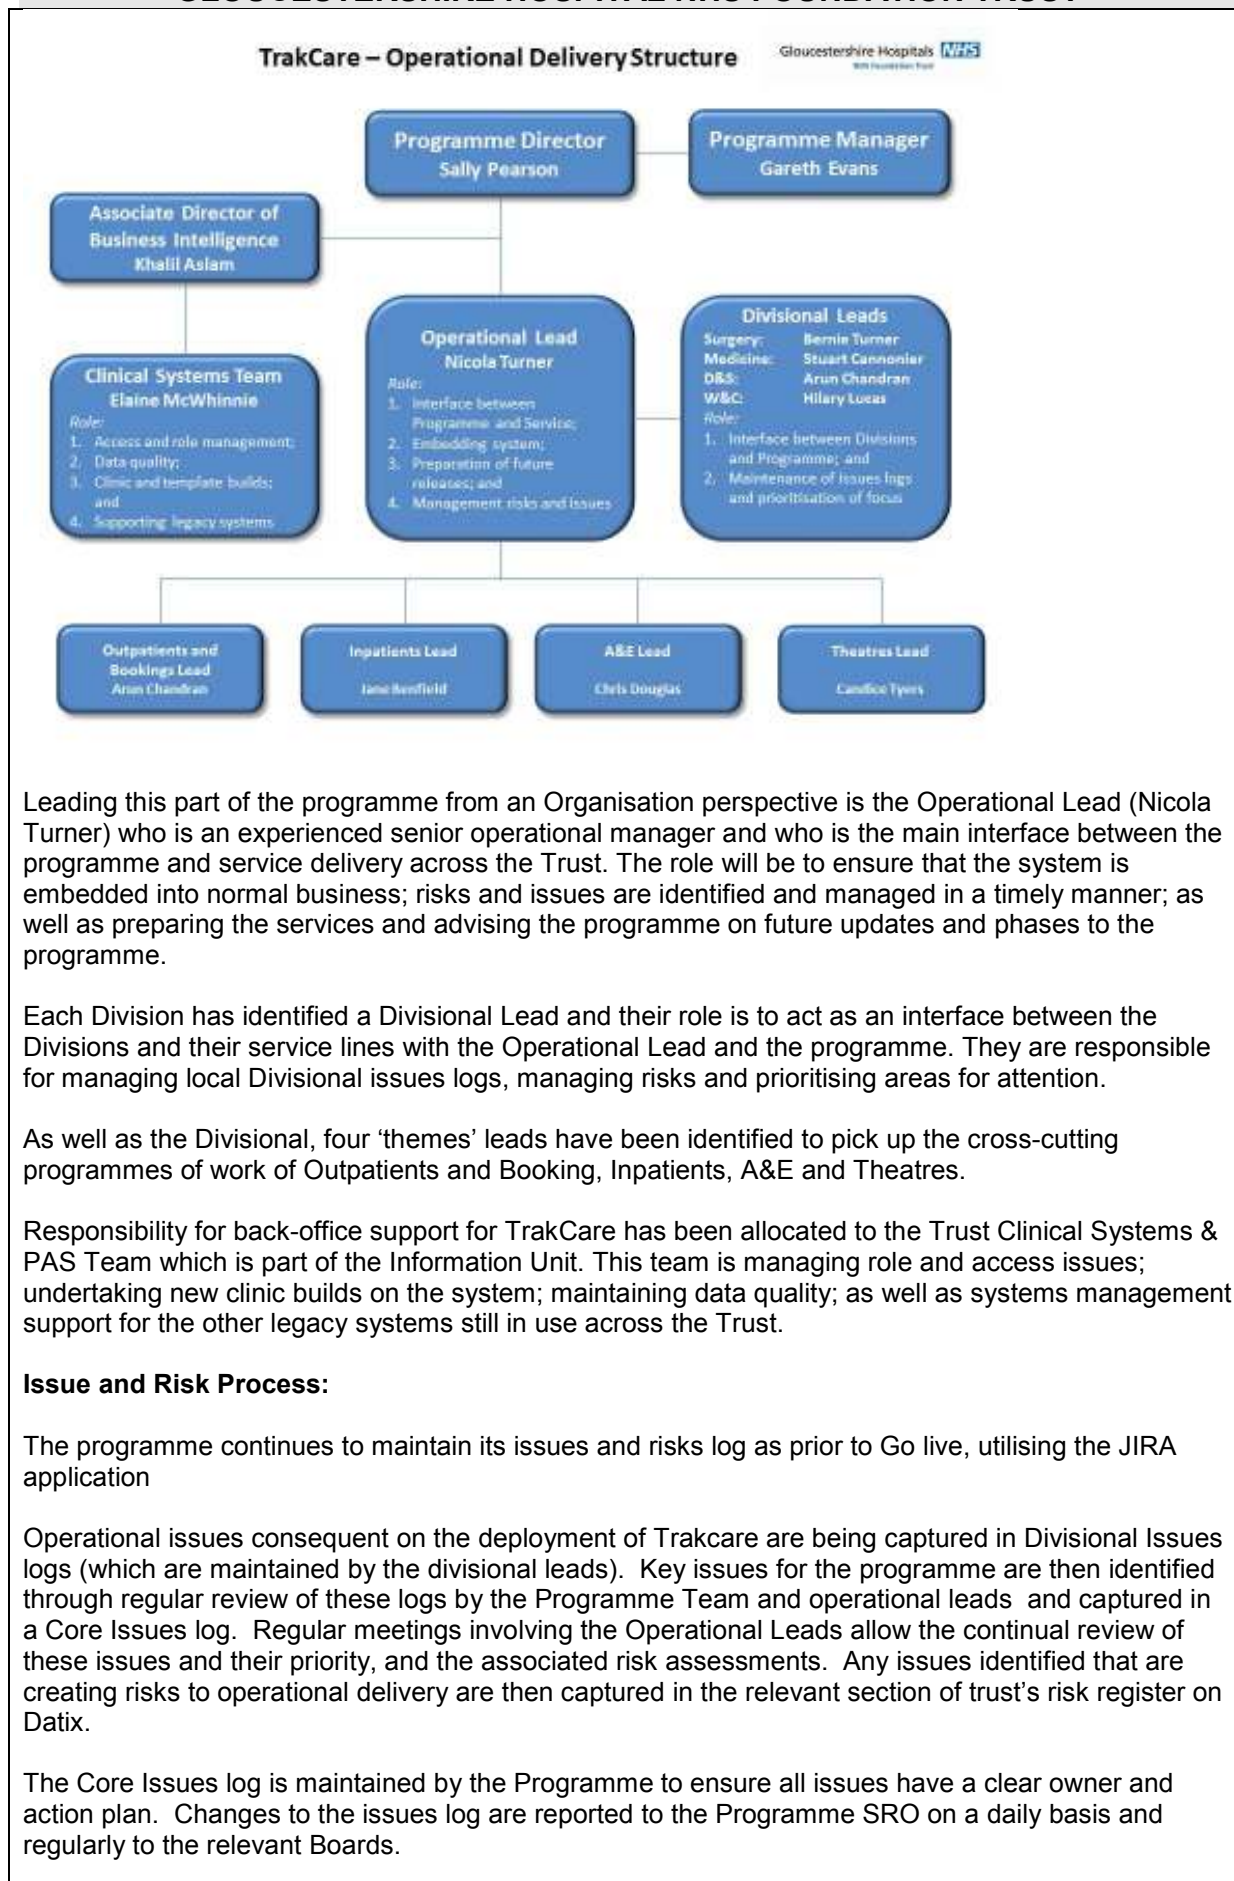 GLOUCESTERSHIRE HOSPITAL NHS FOUNDATION TRUST
TrakCare – Operational Delivery Structure
Gloucestershire Hospitals NHS
NHS Foundation Trust
Programme Director
Sally Pearson
Programme Manager
Gareth Evans
Associate Director of
Business Intelligence
Khalil Aslam
Clinical Systems Team
Elaine McWhinnie
Role:
1. Access and role management;
2. Data quality;
3. Clinic and template builds;
and
4. Supporting legacy systems
Operational Lead
Nicola Turner
Role:
1. Interface between
Programme and Service;
2. Embedding system;
3. Preparation of future
releases; and
4. Management risks and issues
Divisional Leads
Surgery: Bernie Turner
Medicine: Stuart Cannonier
D&S: Arun Chandran
W&C: Hilary Lucas
Role:
1. Interface between Divisions
and Programme; and
2. Maintenance of issues logs
and prioritisation of focus
Outpatients and
Bookings Lead
Arun Chandran
Inpatients Lead
Jane Benfield
A&E Lead
Chris Douglas
Theatres Lead
Candice Tyers
Leading this part of the programme from an Organisation perspective is the Operational Lead (Nicola
Turner) who is an experienced senior operational manager and who is the main interface between the
programme and service delivery across the Trust. The role will be to ensure that the system is
embedded into normal business; risks and issues are identified and managed in a timely manner; as
well as preparing the services and advising the programme on future updates and phases to the
programme.
Each Division has identified a Divisional Lead and their role is to act as an interface between the
Divisions and their service lines with the Operational Lead and the programme. They are responsible
for managing local Divisional issues logs, managing risks and prioritising areas for attention.
As well as the Divisional, four ‘themes’ leads have been identified to pick up the cross-cutting
programmes of work of Outpatients and Booking, Inpatients, A&E and Theatres.
Responsibility for back-office support for TrakCare has been allocated to the Trust Clinical Systems &
PAS Team which is part of the Information Unit. This team is managing role and access issues;
undertaking new clinic builds on the system; maintaining data quality; as well as systems management
support for the other legacy systems still in use across the Trust.
Issue and Risk Process:
The programme continues to maintain its issues and risks log as prior to Go live, utilising the JIRA
application
Operational issues consequent on the deployment of Trakcare are being captured in Divisional Issues
logs (which are maintained by the divisional leads). Key issues for the programme are then identified
through regular review of these logs by the Programme Team and operational leads and captured in
a Core Issues log. Regular meetings involving the Operational Leads allow the continual review of
these issues and their priority, and the associated risk assessments. Any issues identified that are
creating risks to operational delivery are then captured in the relevant section of trust’s risk register on
Datix.
The Core Issues log is maintained by the Programme to ensure all issues have a clear owner and
action plan. Changes to the issues log are reported to the Programme SRO on a daily basis and
regularly to the relevant Boards.